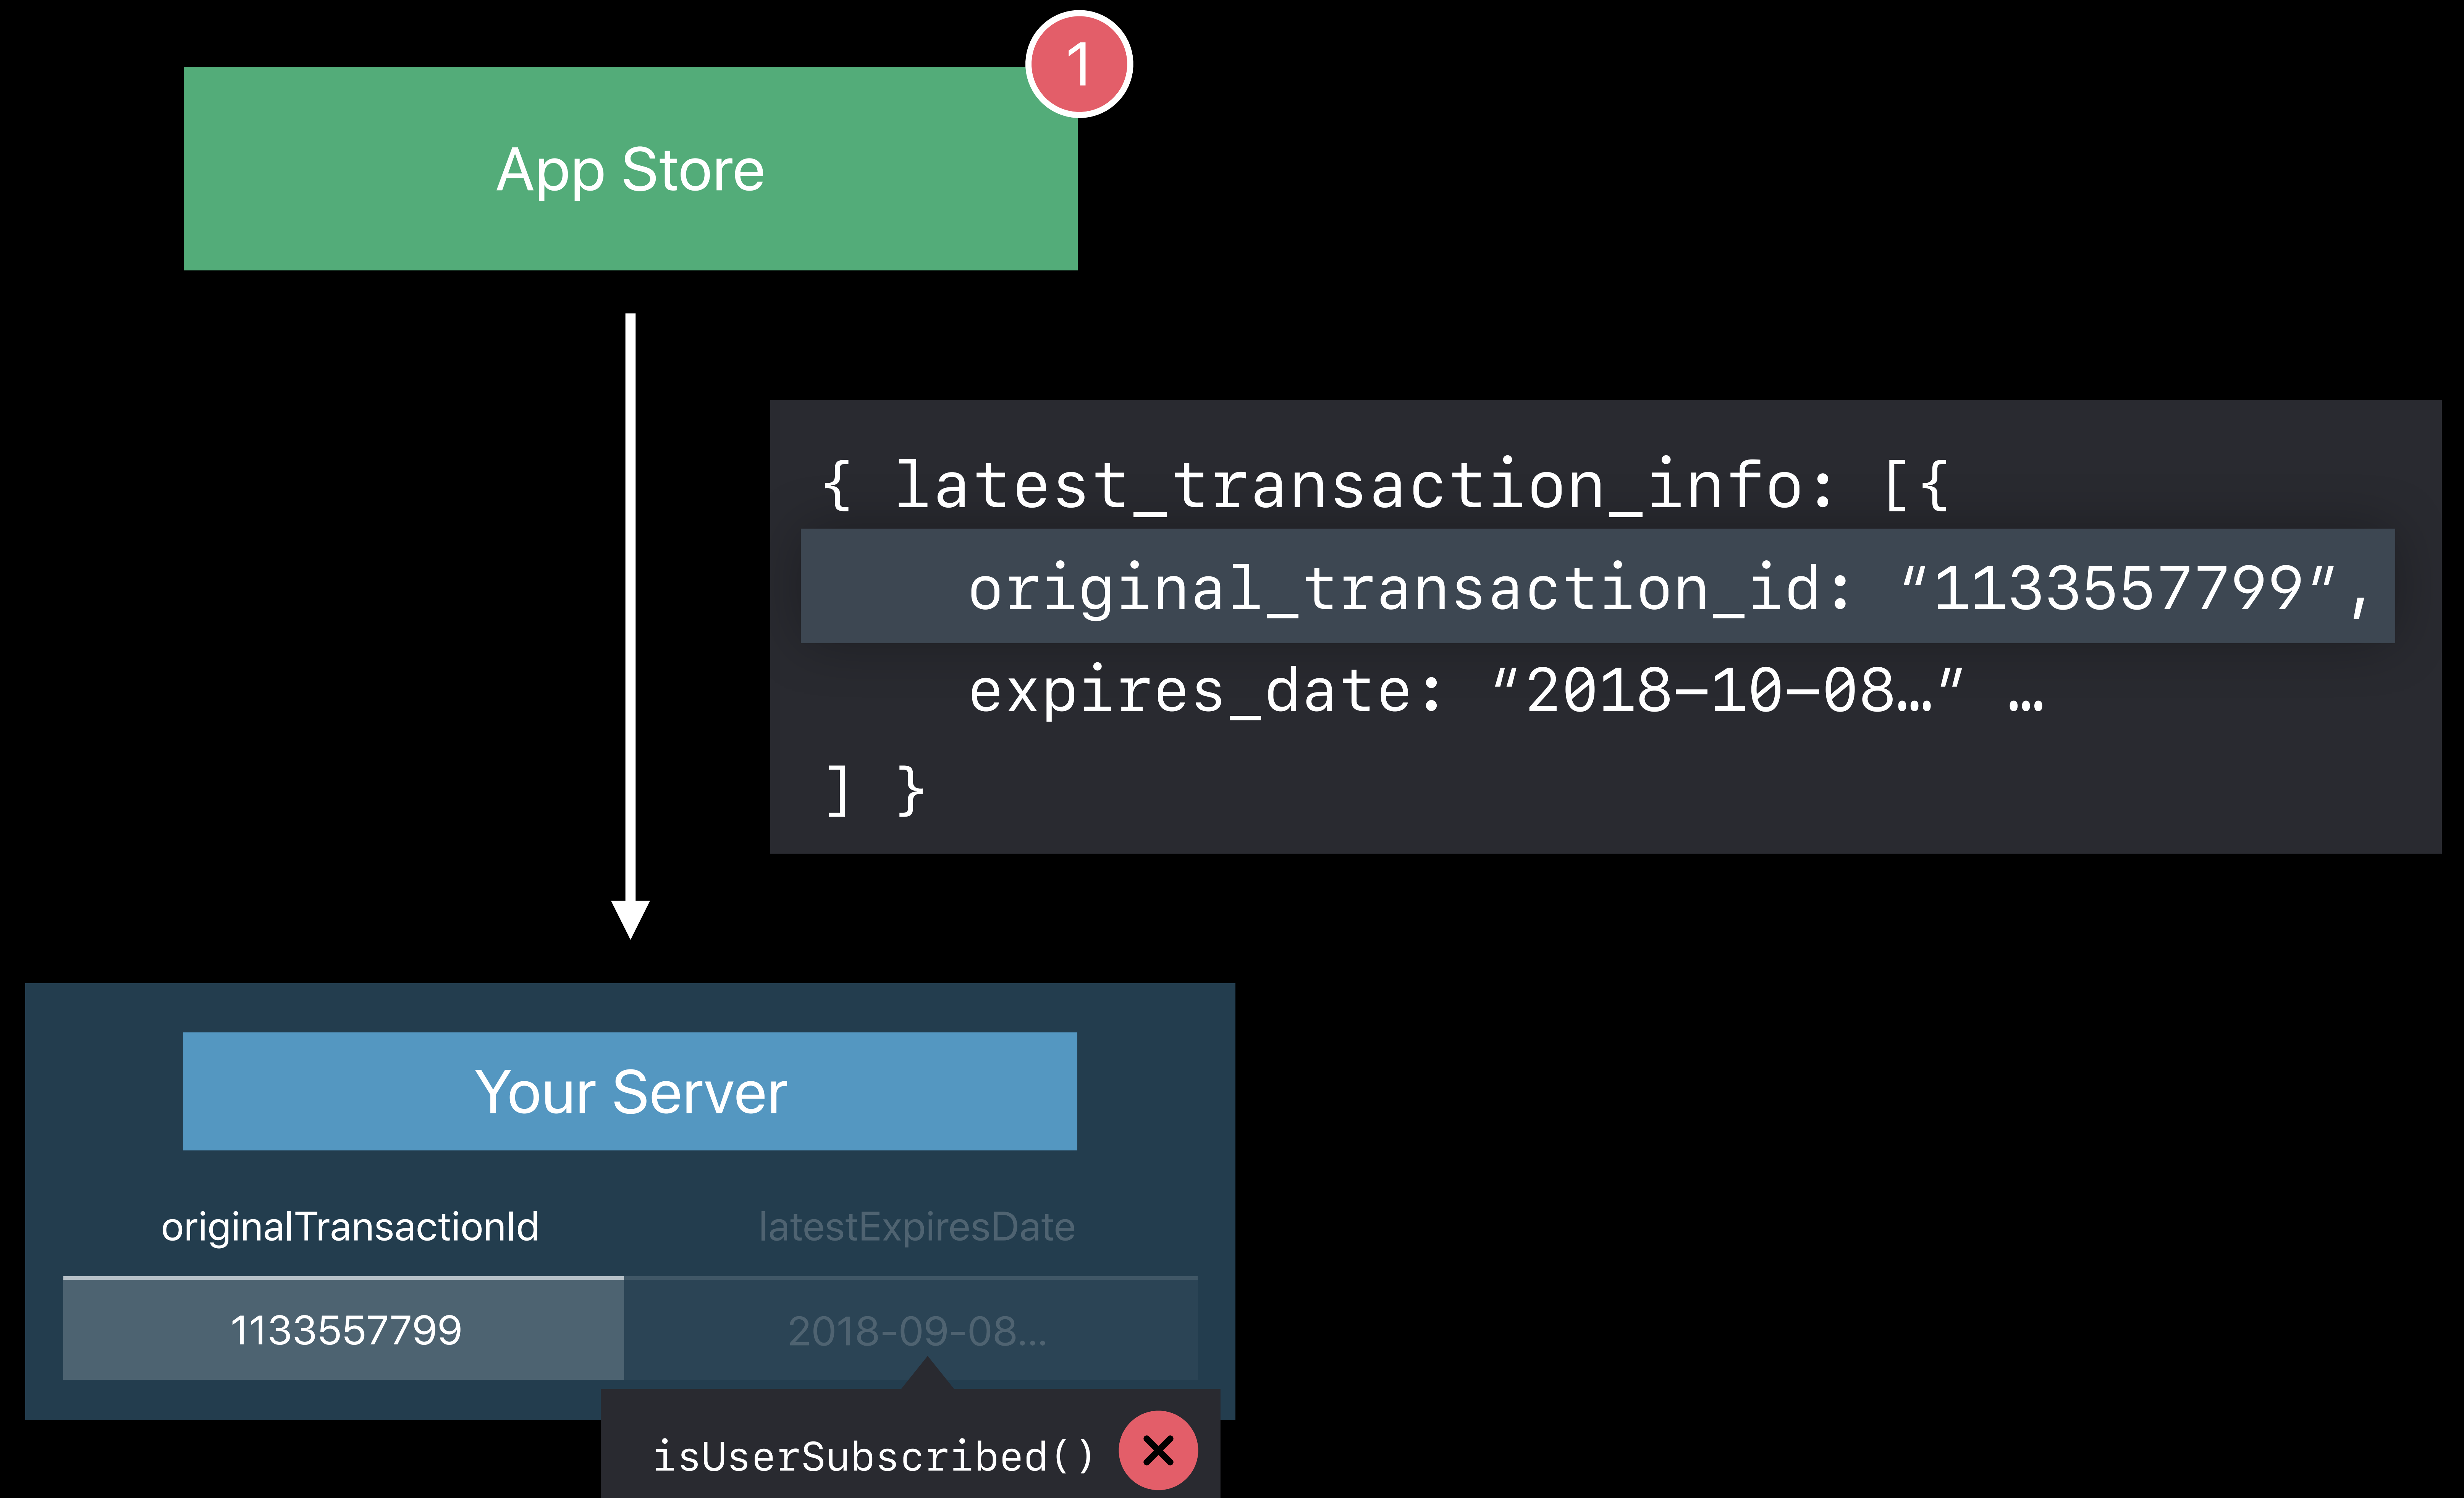 1
App Store
{ latest_transaction_info: [{
original_transaction_id: “1133557799”,
expires_date: “2018-10-08…” …
] }
Your Server
originalTransactionId latestExpiresDate
1133557799 2018-09-08...
isUserSubscribed()